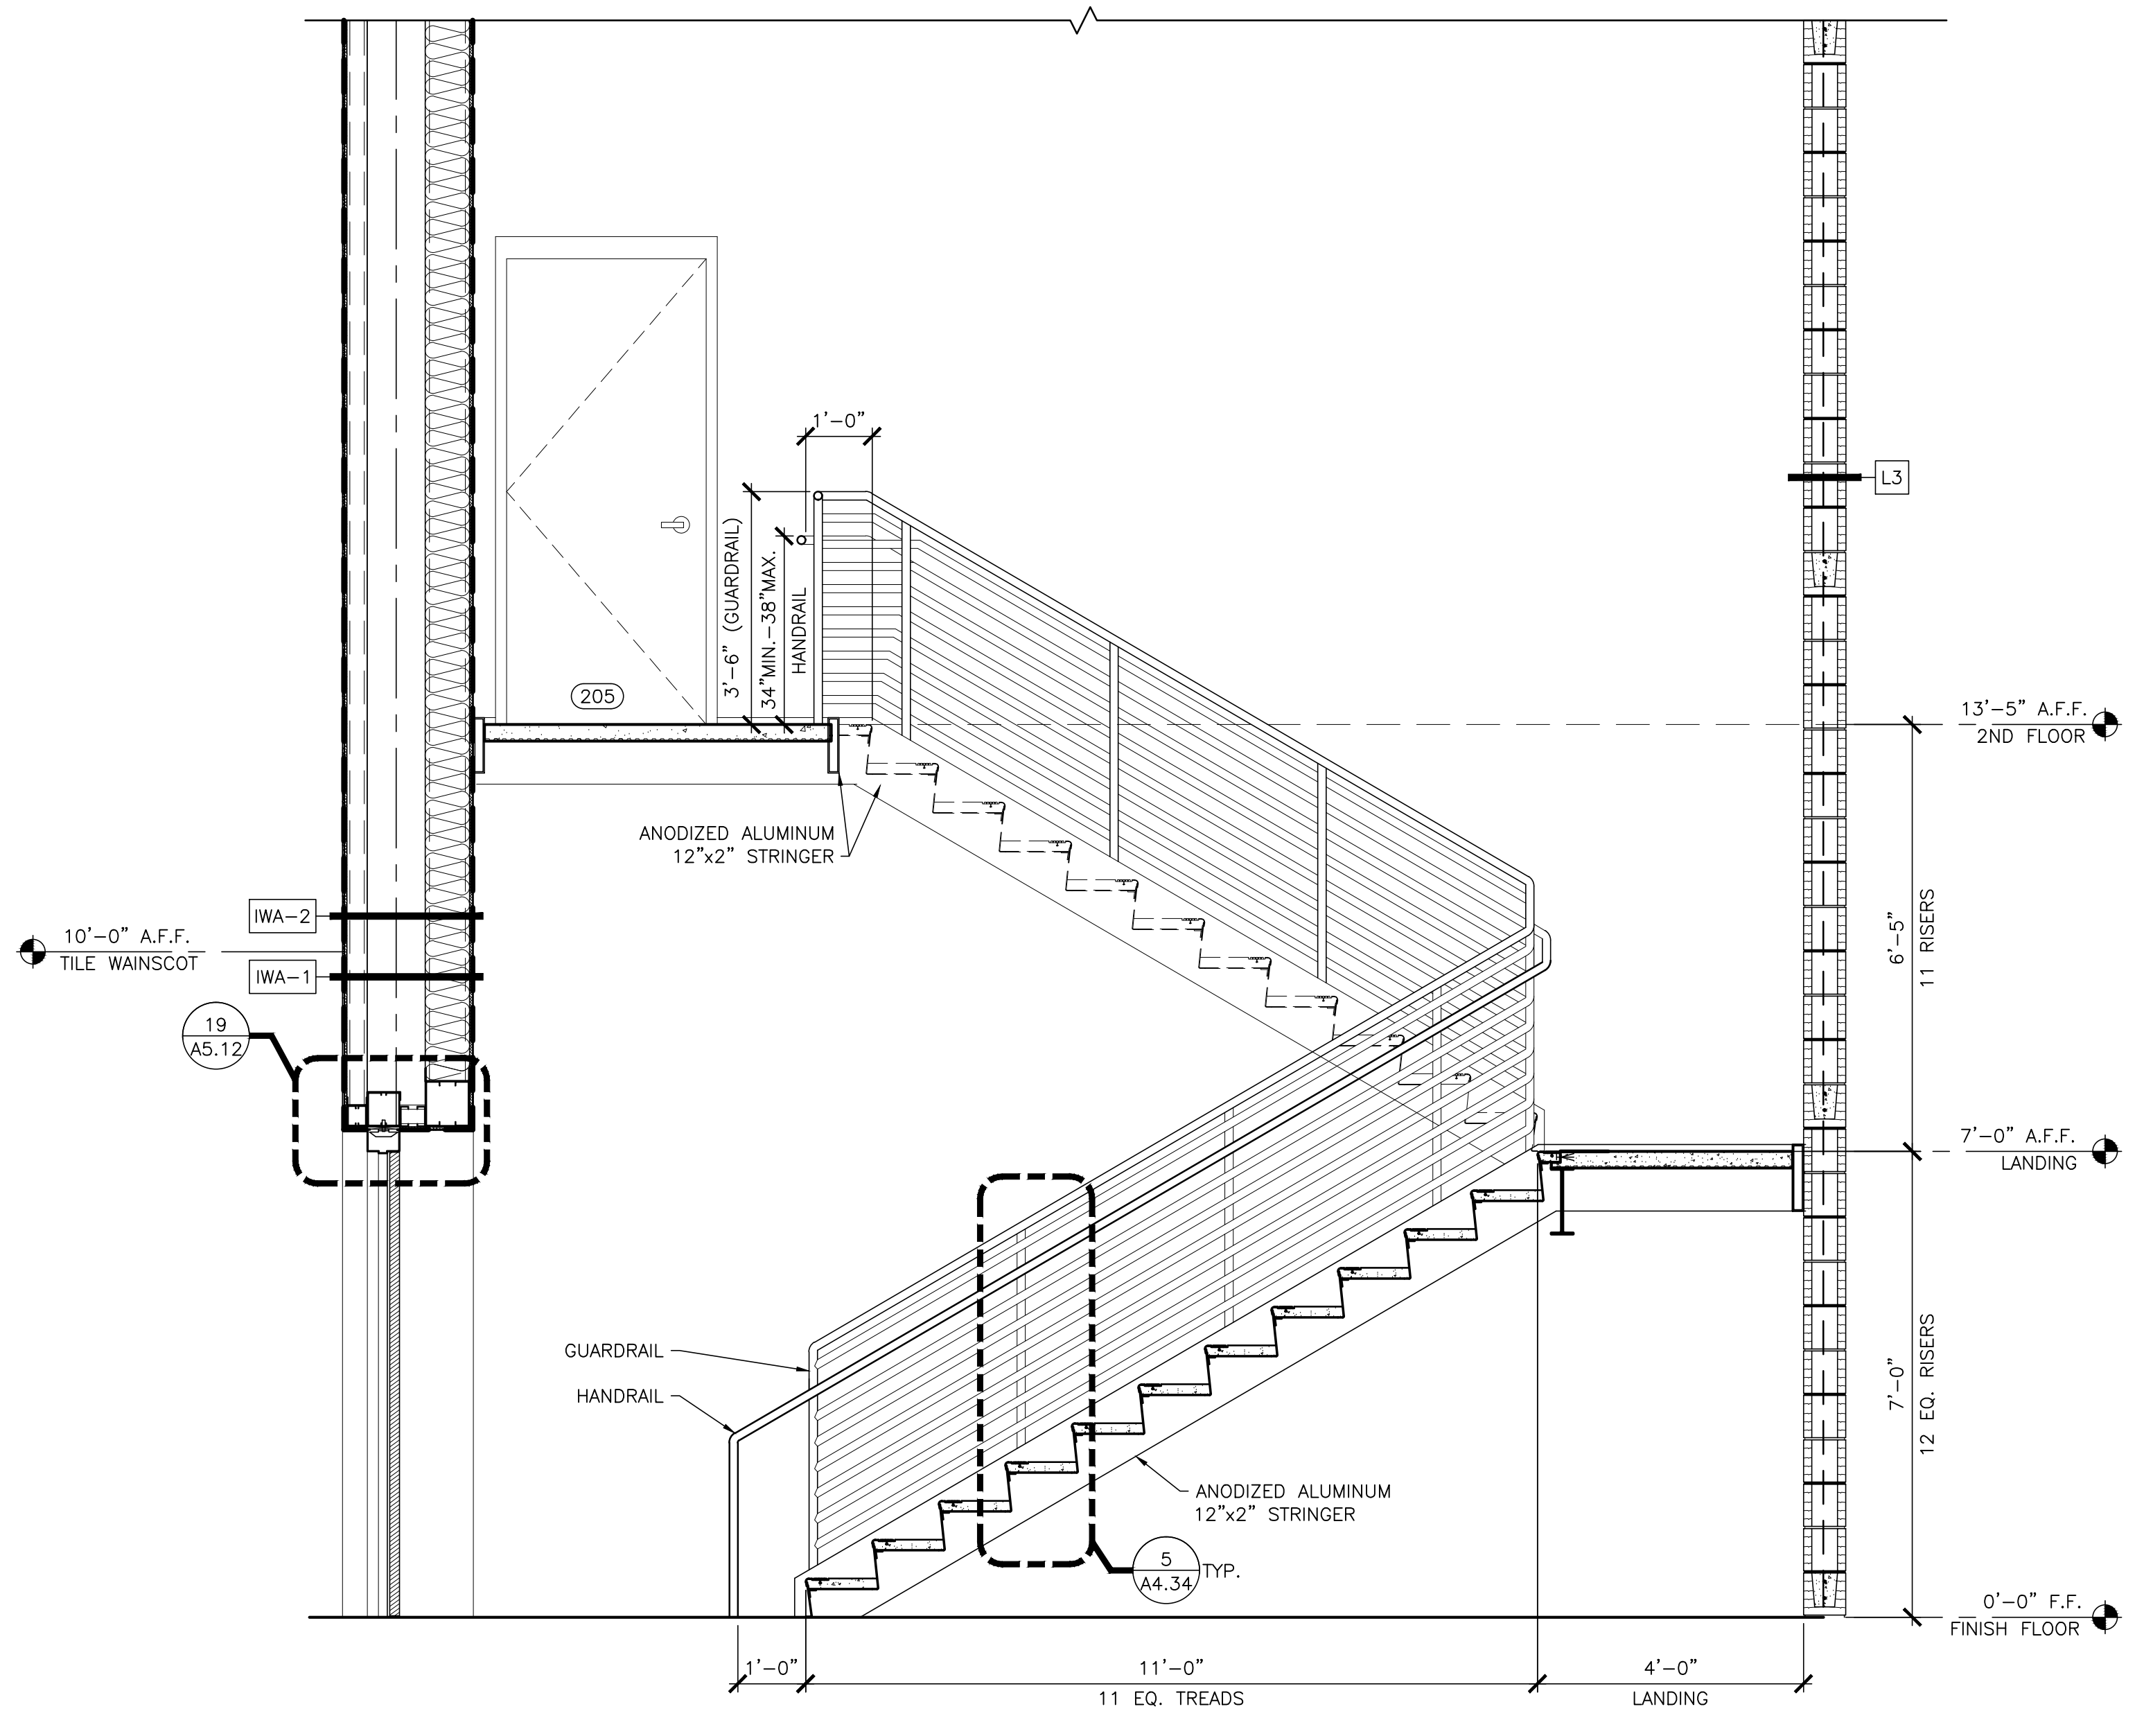 1'-0"
L3
3'-6" (GUARDRAIL)
34"MIN.-38"MAX.
HANDRAIL
205
13'-5" A.F.F.
2ND FLOOR
ANODIZED ALUMINUM
12"x2" STRINGER
IWA-2
10'-0" A.F.F.
TILE WAINSCOT
IWA-1
6'-5"
11 RISERS
19
A5.12
7'-0" A.F.F.
LANDING
GUARDRAIL
HANDRAIL
7'-0"
12 EQ. RISERS
ANODIZED ALUMINUM
12"x2" STRINGER
5
A4.34
TYP.
0'-0" F.F.
FINISH FLOOR
1'-0"
11'-0"
11 EQ. TREADS
4'-0"
LANDING